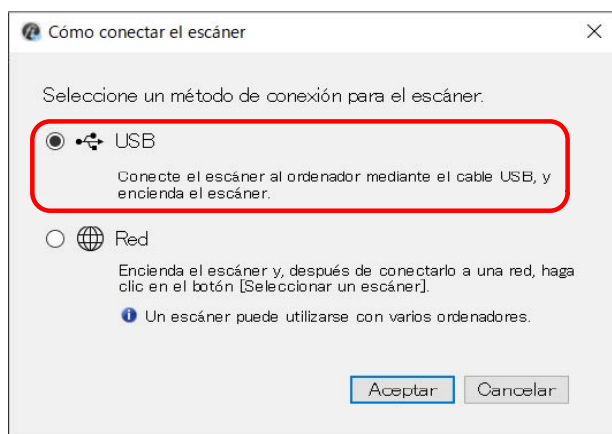 Cómo conectar el escáner
Seleccione un método de conexión para el escáner.
USB
Conecte el escáner al ordenador mediante el cable USB, y
encienda el escáner.
Red
Encienda el escáner y, después de conectarlo a una red, haga
clic en el botón [Seleccionar un escáner].
Un escáner puede utilizarse con varios ordenadores.
Aceptar Cancelar